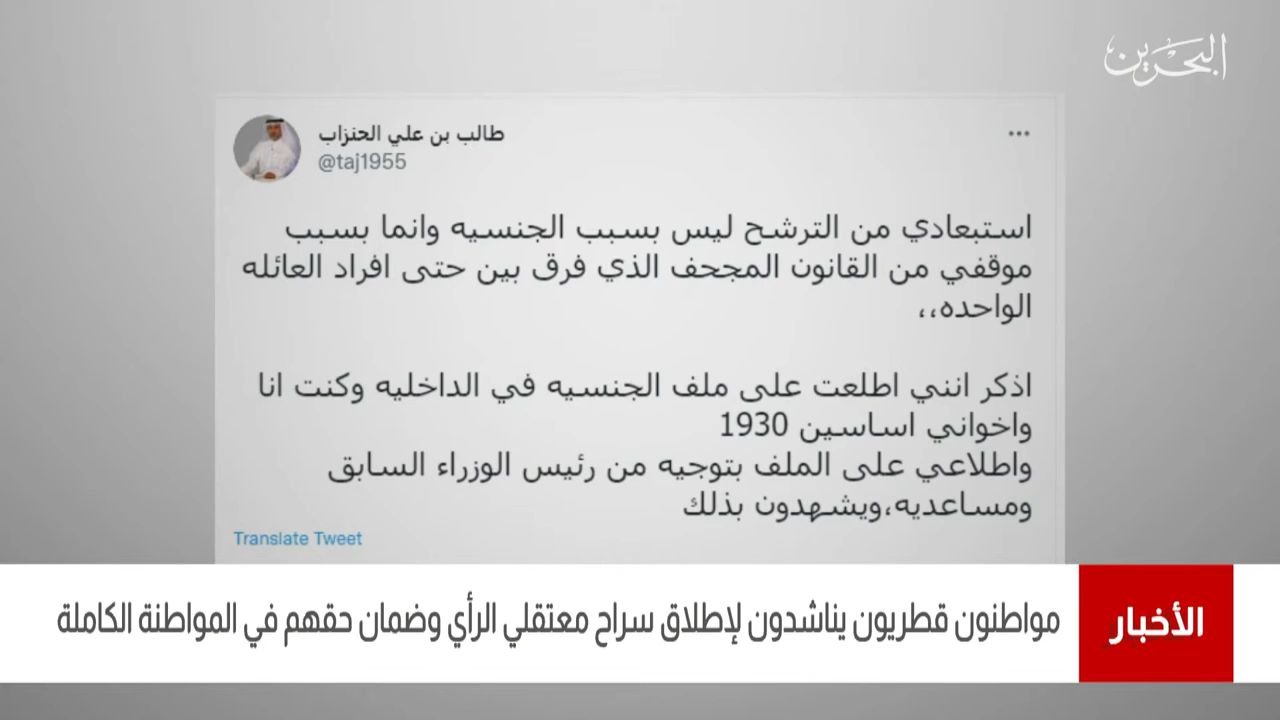 البحرين
طالب بن علي الحنزاب
@taj1955
استبعادي من الترشح ليس بسبب الجنسيه وانما بسبب
موقفي من القانون المجحف الذي فرق بين حتى افراد العائله
الواحده،،
اذكر انني اطلعت على ملف الجنسيه في الداخليه وكنت انا
واخواني اساسين 1930
واطلاعي على الملف بتوجيه من رئيس الوزراء السابق
ومساعديه،ويشهدون بذلك
Translate Tweet
الأخبار
مواطنون قطريون يناشدون لإطلاق سراح معتقلي الرأي وضمان حقهم في المواطنة الكاملة